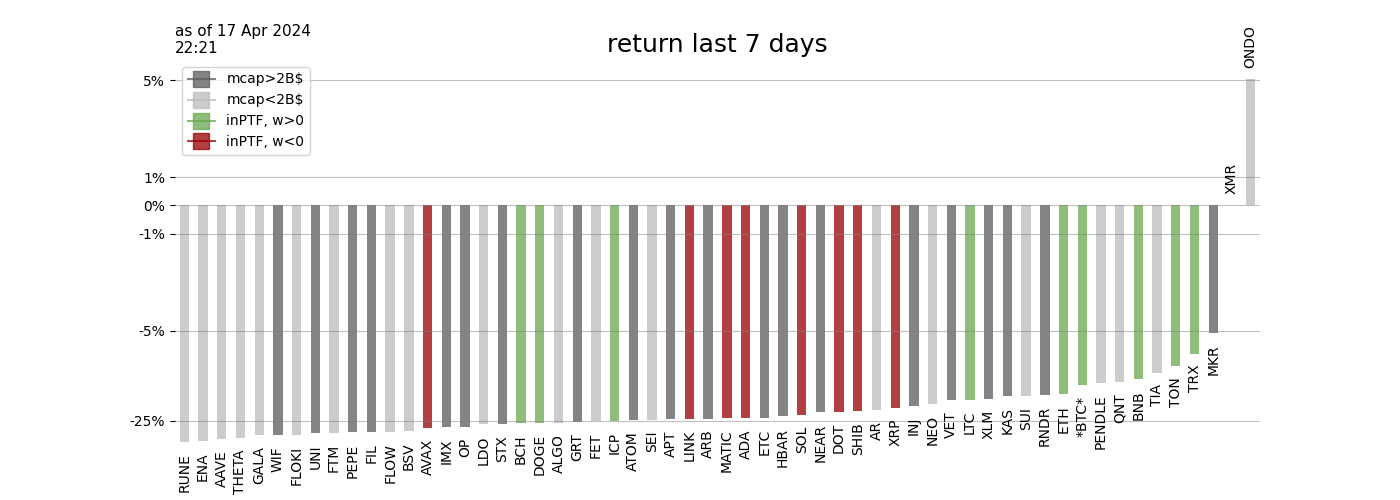 as of 17 Apr 2024
22:21
return last 7 days
mcap>2B$
mcap<2B$
inPTF, w>0
inPTF, w<0
5%
1%
0%
-1%
-5%
-25%
RUNE
ENA
AAVE
THETA
GALA
WIF
FLOKI
UNI
FTM
PEPE
FIL
FLOW
BSV
AVAX
IMX
OP
LDO
STX
BCH
DOGE
ALGO
GRT
FET
ICP
ATOM
SEI
APT
LINK
ARB
MATIC
ADA
ETC
HBAR
SOL
NEAR
DOT
SHIB
AR
XRP
INJ
NEO
VET
LTC
XLM
KAS
SUI
RNDR
ETH
*BTC*
PENDLE
QNT
BNB
TIA
TON
TRX
MKR
XMR
ONDO